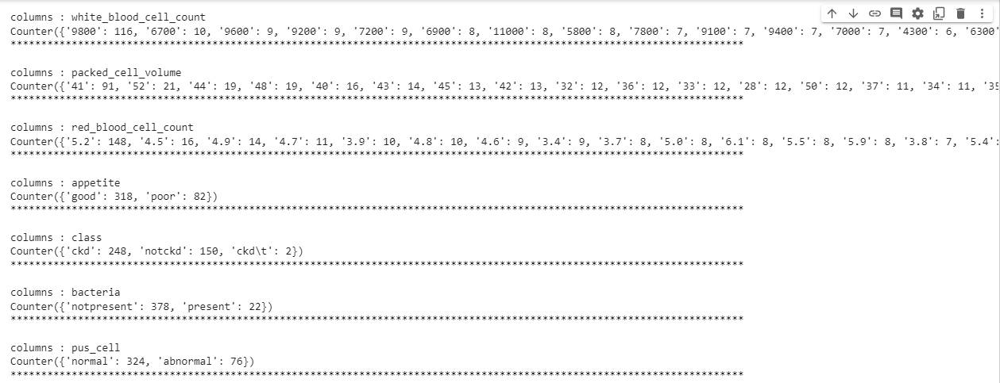 columns : white_blood_cell_count
Counter({'9800': 116, '6700': 10, '9600': 9, '9200': 9, '7200': 9, '6900': 8, '11000': 8, '5800': 8, '7800': 7, '9100': 7, '9400': 7, '7000': 7, '4300': 6, '6300'
************************************************************************************************************************
columns : packed_cell_volume
Counter({'41': 91, '52': 21, '44': 19, '48': 19, '40': 16, '43': 14, '45': 13, '42': 13, '32': 12, '36': 12, '33': 12, '28': 12, '50': 12, '37': 11, '34': 11, '35
************************************************************************************************************************
columns : red_blood_cell_count
Counter({'5.2': 148, '4.5': 16, '4.9': 14, '4.7': 11, '3.9': 10, '4.8': 10, '4.6': 9, '3.4': 9, '3.7': 8, '5.0': 8, '6.1': 8, '5.5': 8, '5.9': 8, '3.8': 7, '5.4':
************************************************************************************************************************
columns : appetite
Counter({'good': 318, 'poor': 82})
************************************************************************************************************************
columns : class
Counter({'ckd': 248, 'notckd': 150, 'ckd\t': 2})
************************************************************************************************************************
columns : bacteria
Counter({'notpresent': 378, 'present': 22})
************************************************************************************************************************
columns : pus_cell
Counter({'normal': 324, 'abnormal': 76})
************************************************************************************************************************